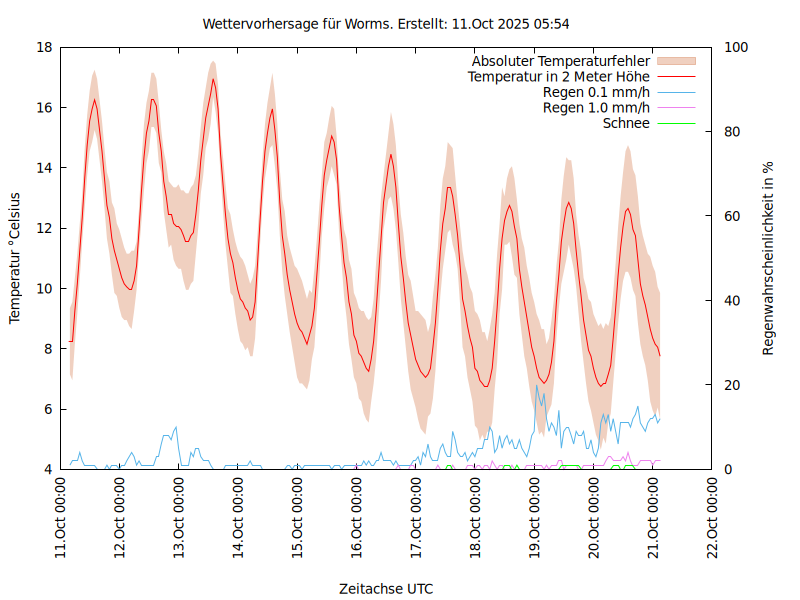 Wettervorhersage für Worms. Erstellt: 11.Oct 2025 05:54
Absoluter Temperaturfehler
Temperatur in 2 Meter Höhe
Regen 0.1 mm/h
Regen 1.0 mm/h
Schnee
Temperatur °Celsius
18
16
14
12
10
8
6
4
Regenwahrscheinlichkeit in %
100
80
60
40
20
0
11.Oct 00:00
12.Oct 00:00
13.Oct 00:00
14.Oct 00:00
15.Oct 00:00
16.Oct 00:00
17.Oct 00:00
18.Oct 00:00
19.Oct 00:00
20.Oct 00:00
21.Oct 00:00
22.Oct 00:00
Zeitachse UTC